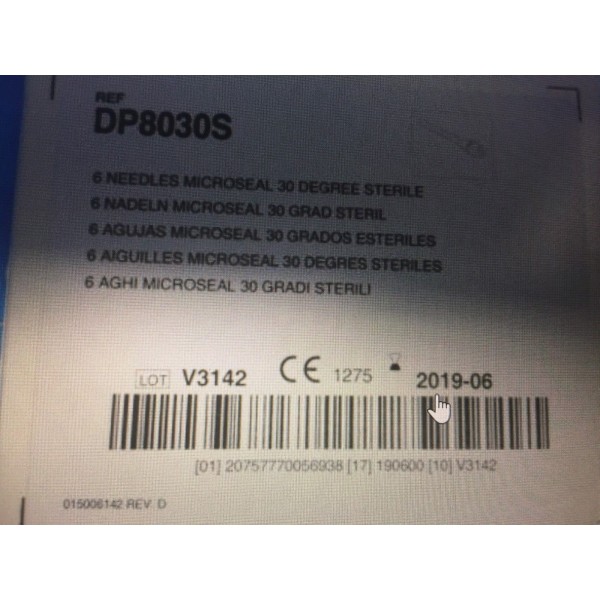 REF
DP8030S
6 NEEDLES MICROSEAL 30 DEGREE STERILE
6 NADELN MICROSEAL 30 GRAD STERIL
6 AGUJAS MICROSEAL 30 GRADOS ESTERILES
6 AIGUILLES MICROSEAL 30 DEGRES STERILES
6 AGHI MICROSEAL 30 GRADI STERILI
LOT V3142 CE 1275 2019-06
[01] 20757770056938 [17] 190600 [10] V3142
015006142 REV. D